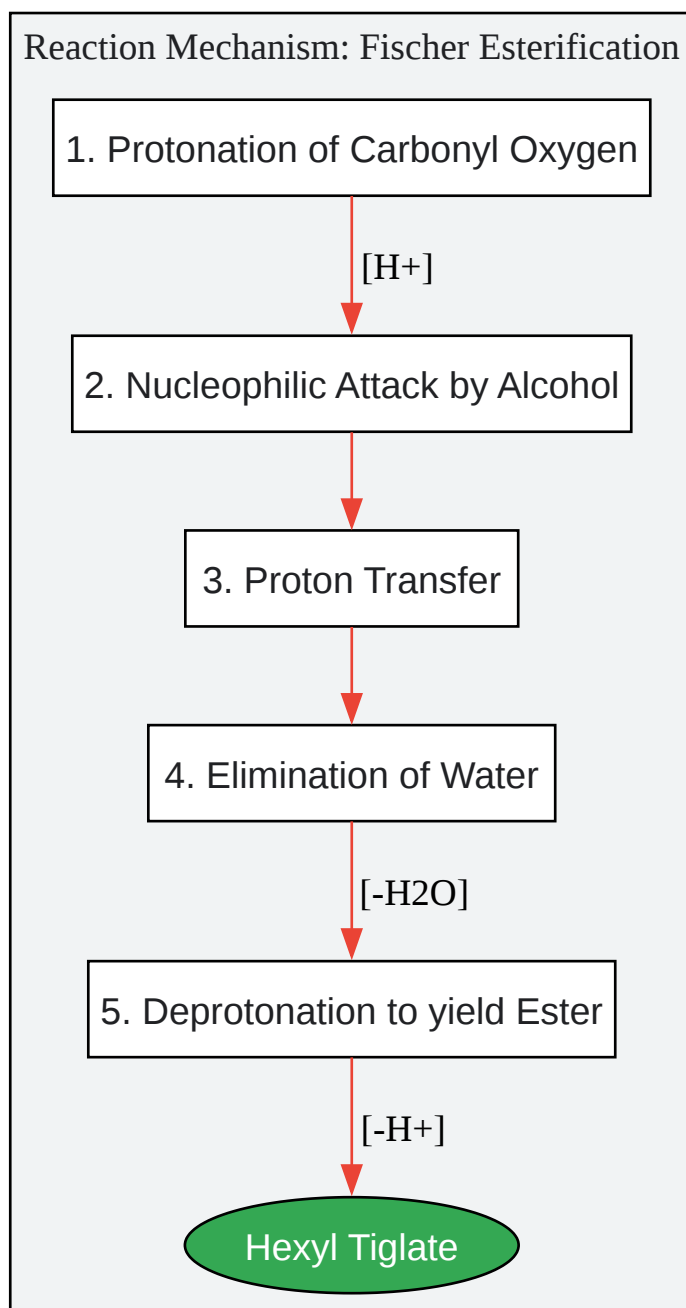 Reaction Mechanism: Fischer Esterification
1. Protonation of Carbonyl Oxygen
[H+]
2. Nucleophilic Attack by Alcohol
3. Proton Transfer
4. Elimination of Water
[-H2O]
5. Deprotonation to yield Ester
[-H+]
Hexyl Tiglate